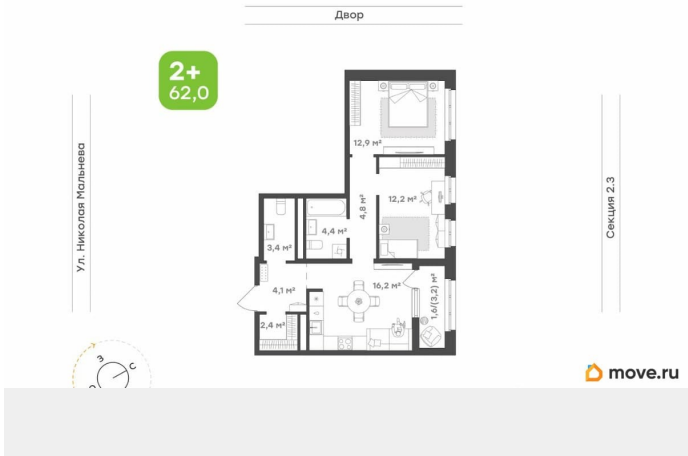 Двор
2+
62,0
Ул. Николая Мальнева
Секция 2.3
12,9 м²
12,2 м²
4,8 м²
4,4 м²
3,4 м²
4,1 м²
16,2 м²
1,6/(3,2) м²
2,4 м²
З
С
move.ru